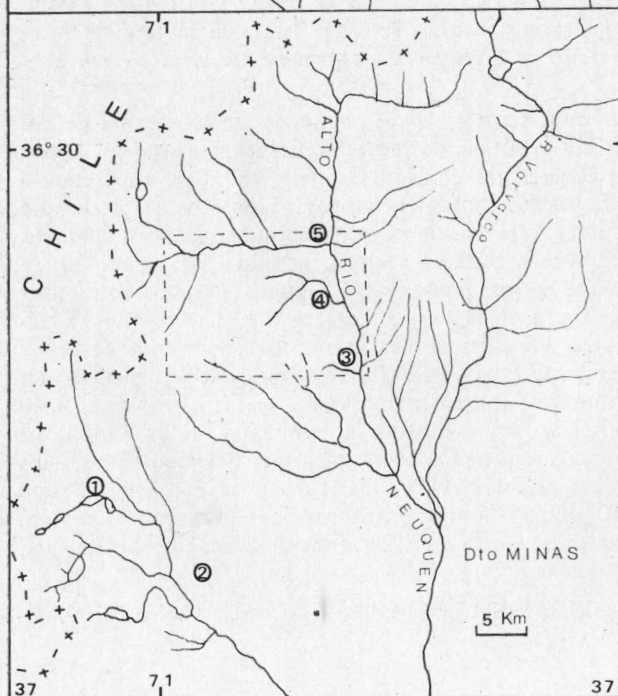 71
CHILE
ALTO
36° 30
Varvarco
⑤
RIO
④
③
①
NEUQUEN
②
Dto MINAS
5 Km
37
71
37